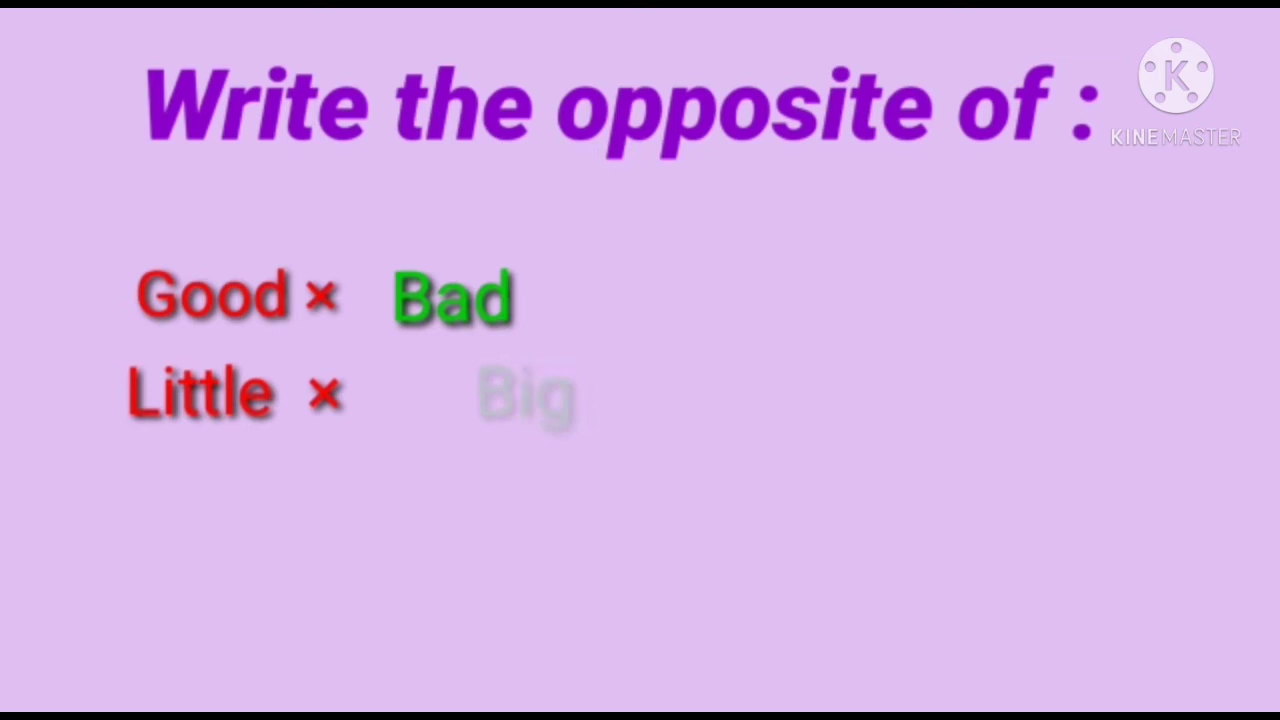 Write the opposite of :
K
KINEMASTER
Good × Bad
Little × Big